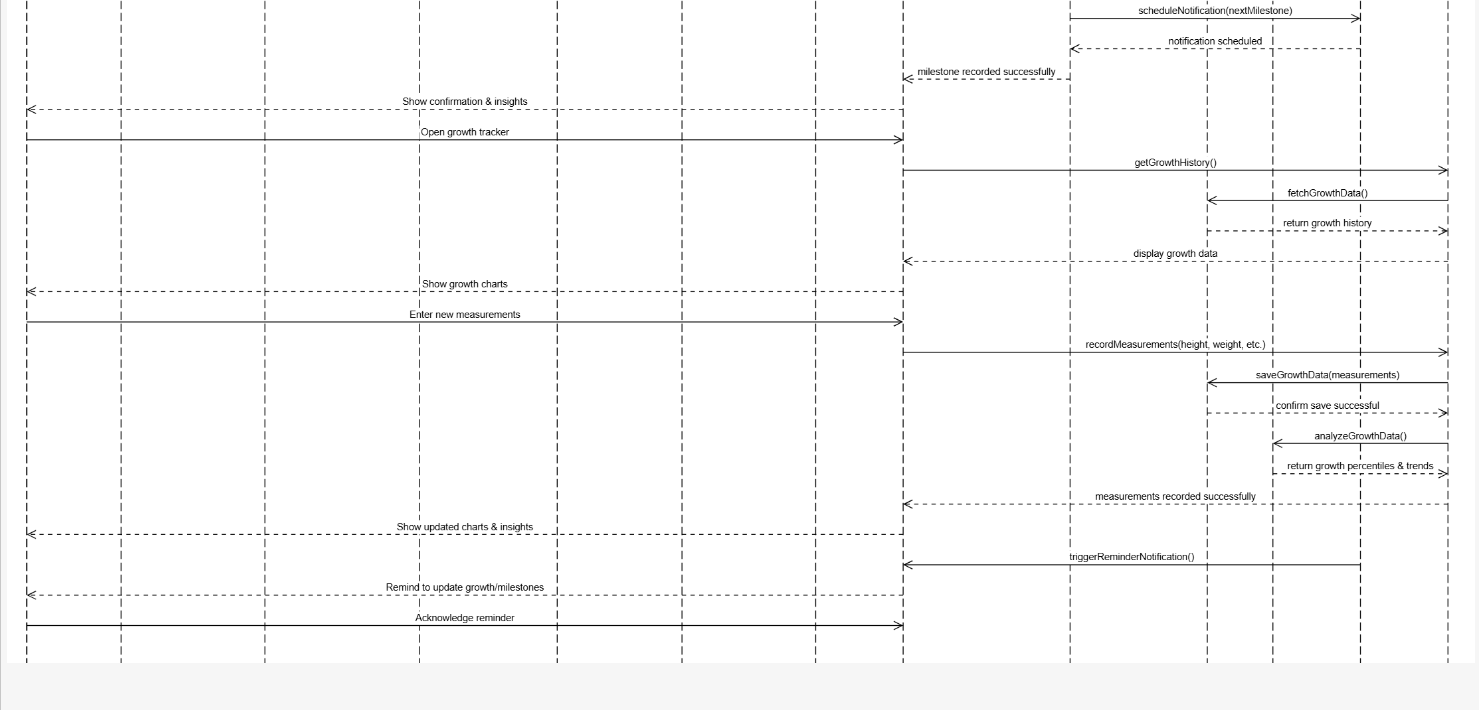 scheduleNotification(nextMilestone)
notification scheduled
milestone recorded successfully
Show confirmation & insights
Open growth tracker
getGrowthHistory()
fetchGrowthData()
return growth history
display growth data
Show growth charts
Enter new measurements
recordMeasurements(height, weight, etc.)
saveGrowthData(measurements)
confirm save successful
analyzeGrowthData()
return growth percentiles & trends
measurements recorded successfully
Show updated charts & insights
triggerReminderNotification()
Remind to update growth/milestones
Acknowledge reminder